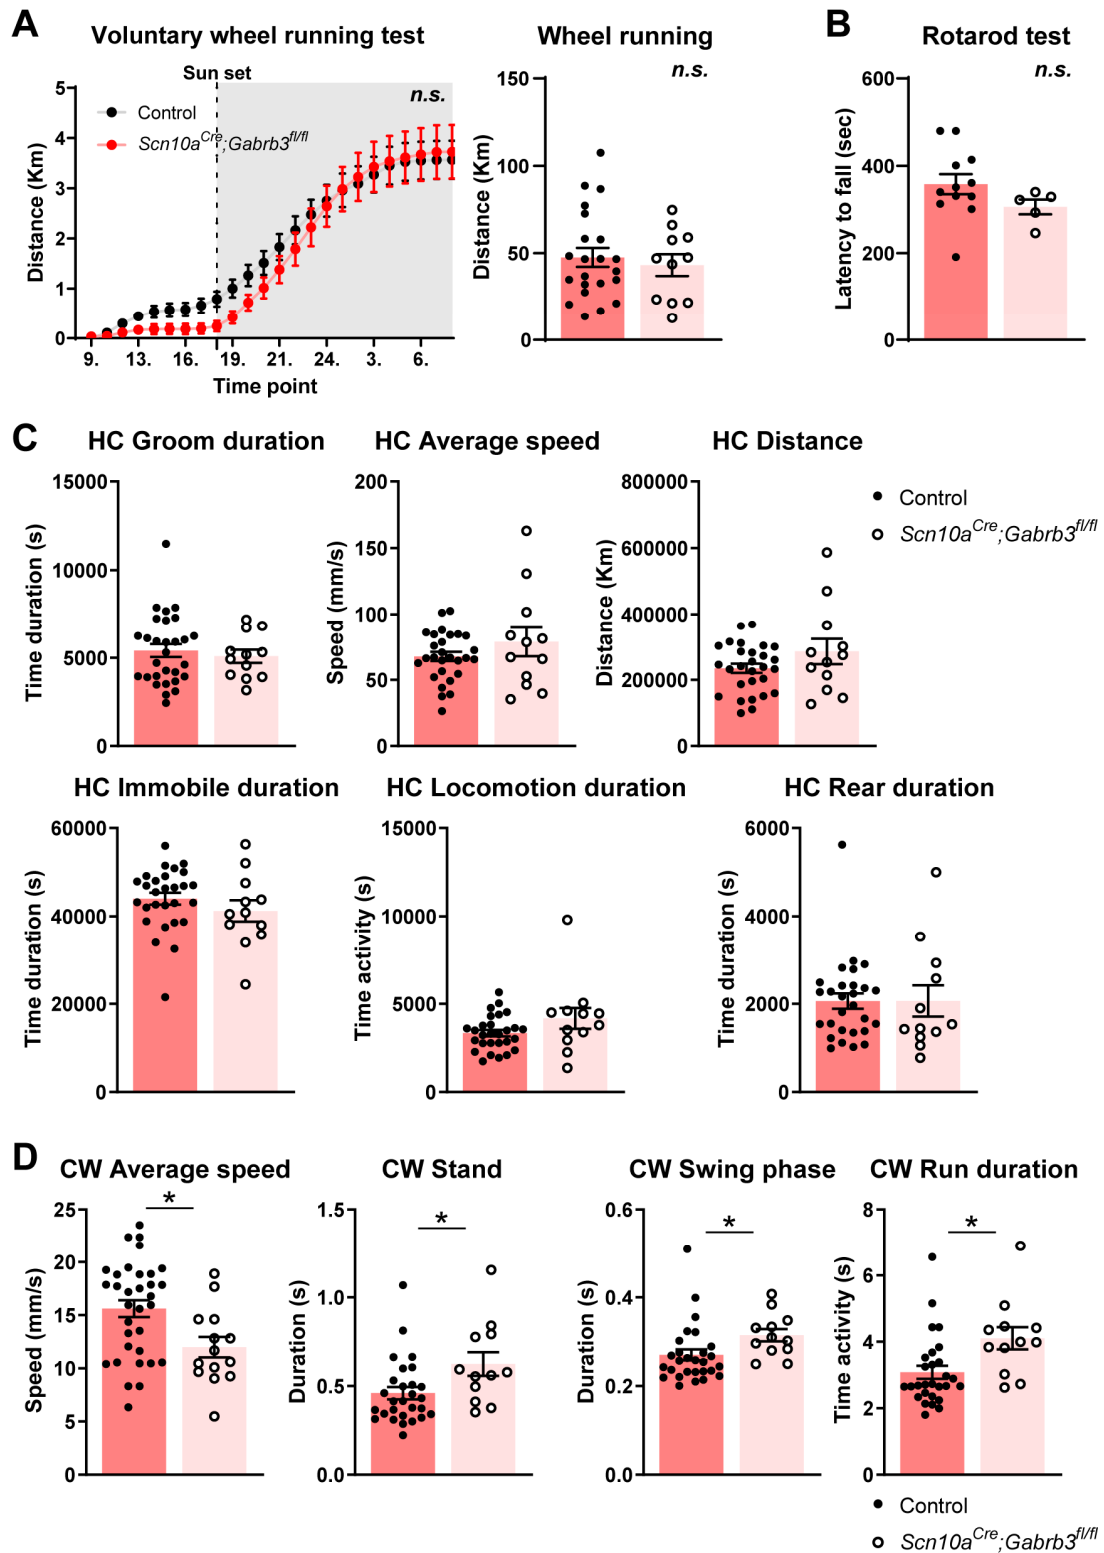 A
Voluntary wheel running test
Sun set
n.s.
Control
Scn10aCre;Gabrb3fl/fl
Distance (Km)
5
4
3
2
1
0
9. 13. 16. 19. 21. 24. 3. 6.
Time point
Wheel running
n.s.
Distance (Km)
150
100
50
0
B
Rotarod test
n.s.
Latency to fall (sec)
600
400
200
0
C
HC Groom duration
Time duration (s)
15000
10000
5000
0
HC Average speed
Speed (mm/s)
200
150
100
50
0
HC Distance
Distance (Km)
800000
600000
400000
200000
0
Control
Scn10aCre;Gabrb3fl/fl
HC Immobile duration
Time duration (s)
60000
40000
20000
0
HC Locomotion duration
Time activity (s)
15000
10000
5000
0
HC Rear duration
Time duration (s)
6000
4000
2000
0
D
CW Average speed
*
Speed (mm/s)
25
20
15
10
5
0
CW Stand
*
Duration (s)
1.5
1.0
0.5
0.0
CW Swing phase
*
Duration (s)
0.6
0.4
0.2
0.0
CW Run duration
*
Time activity (s)
8
6
4
2
0
Control
Scn10aCre;Gabrb3fl/fl